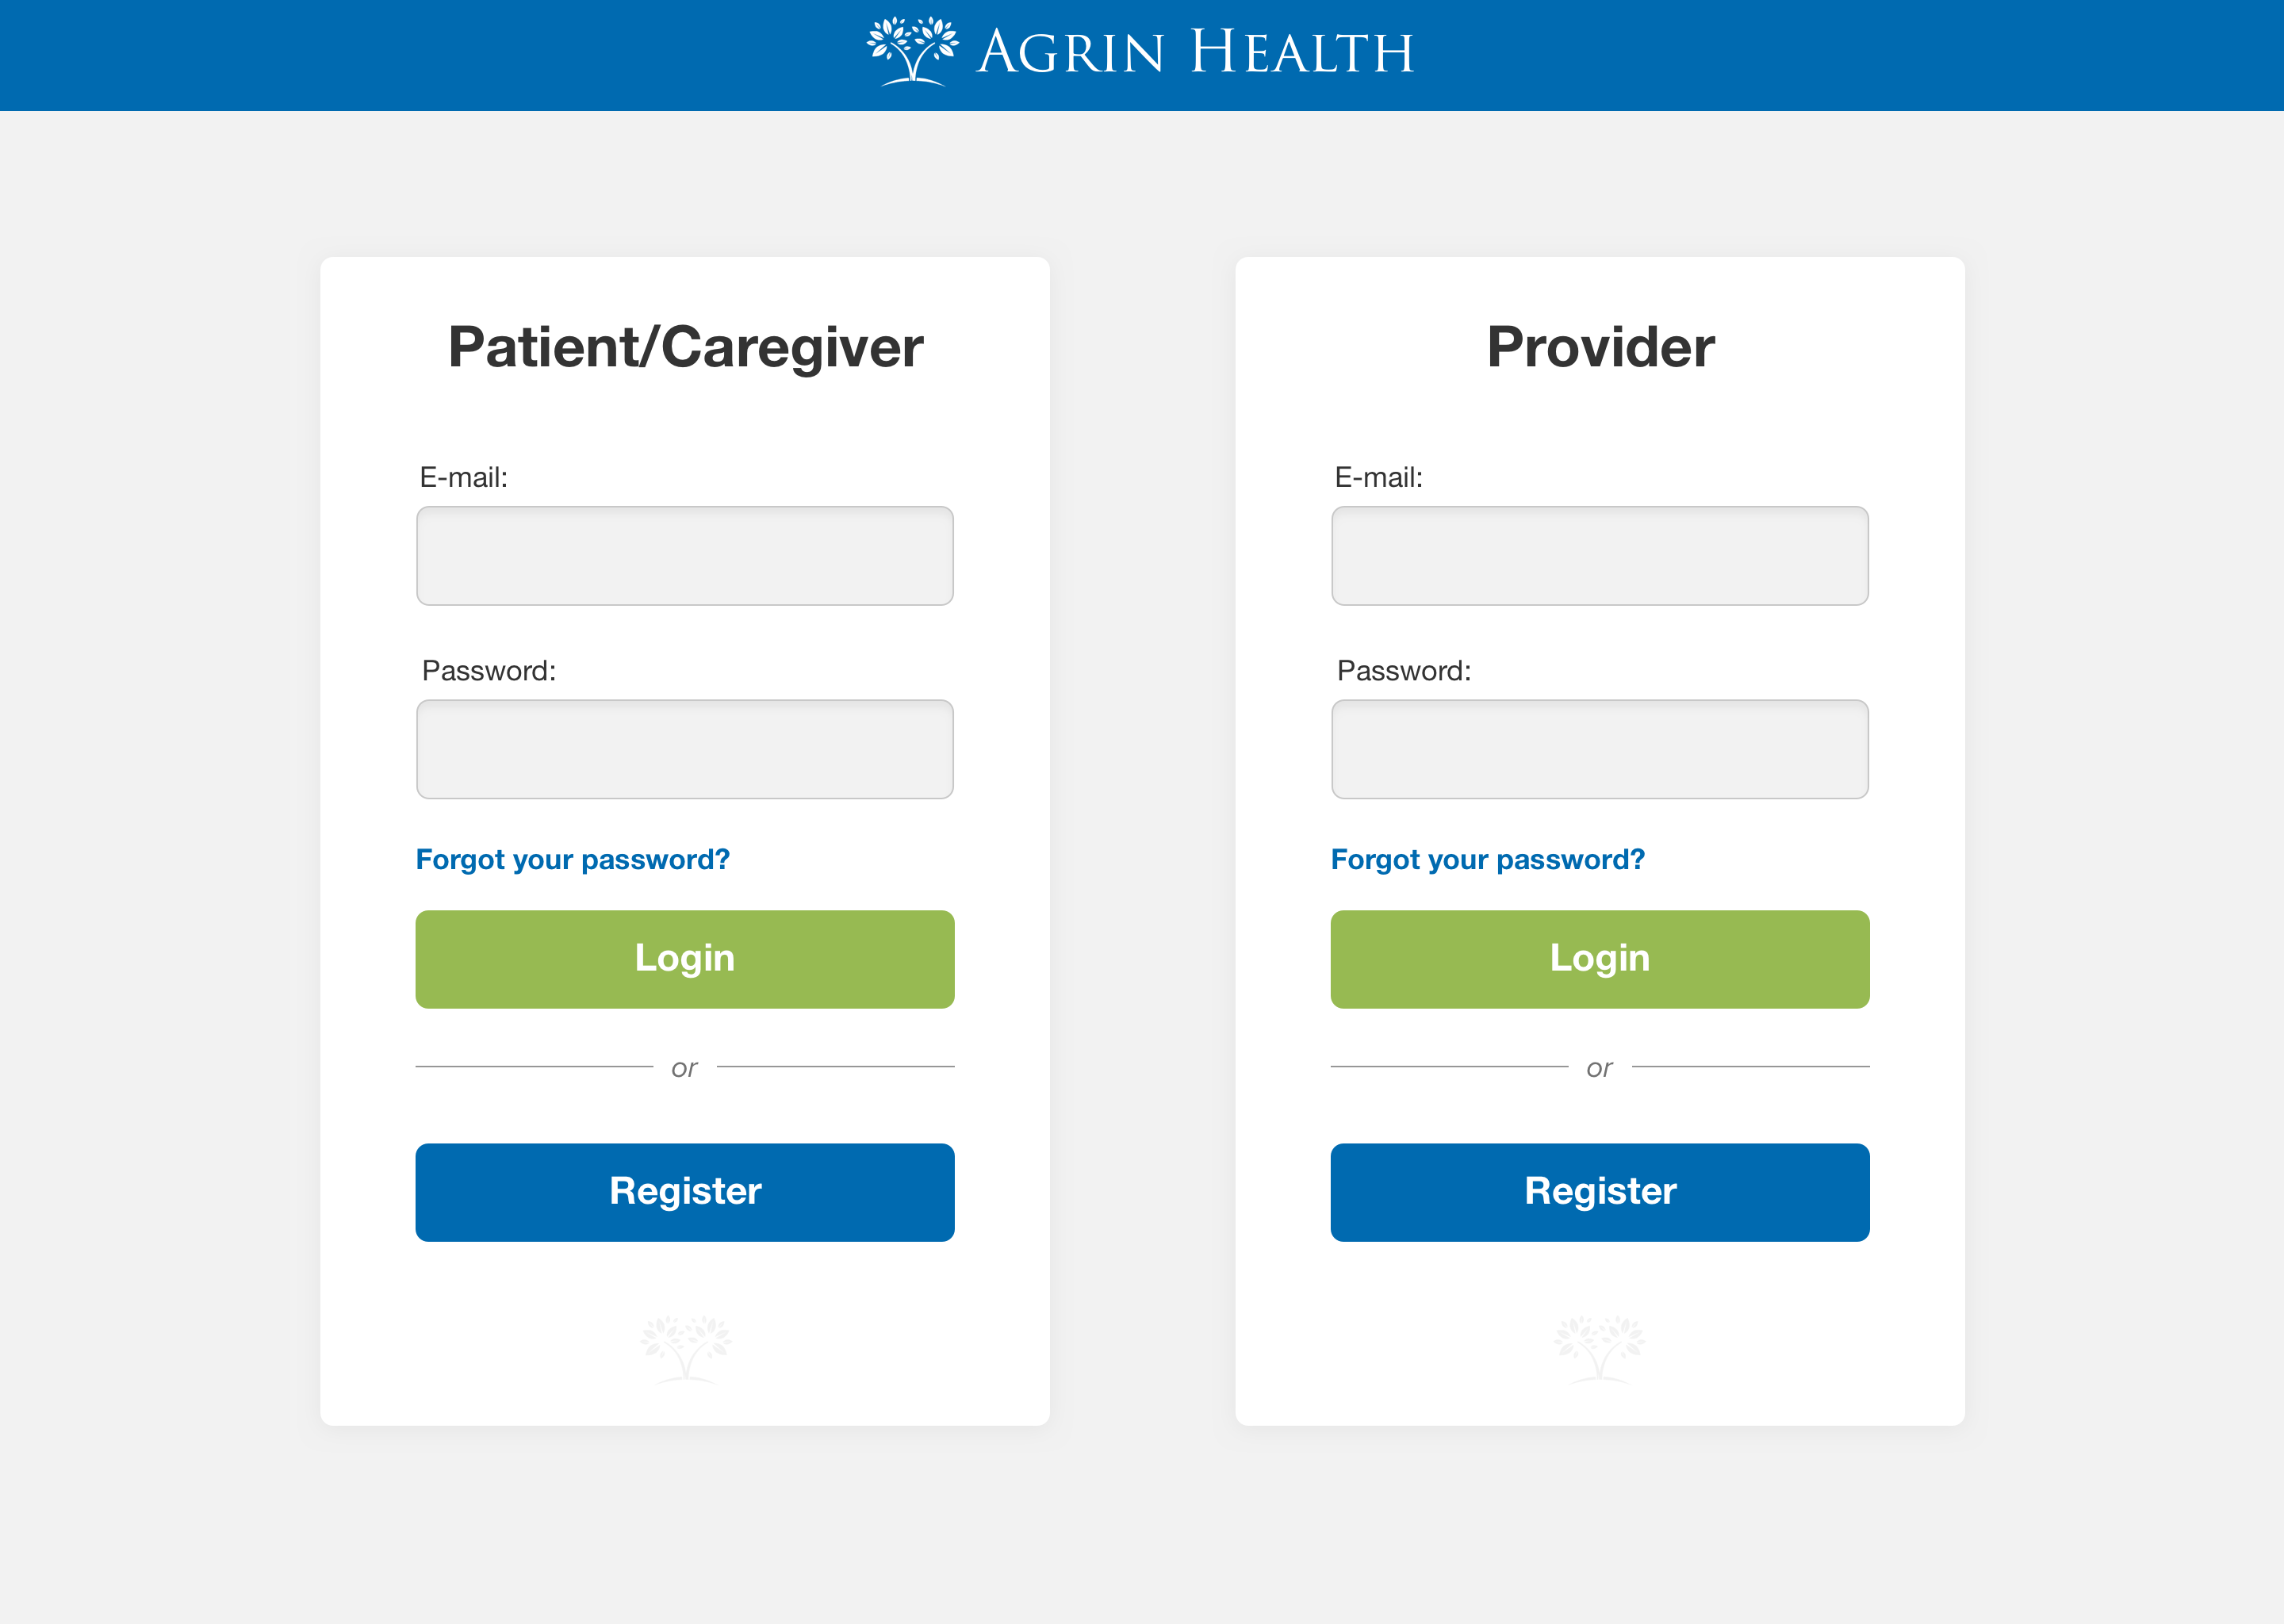 AGRIN HEALTH
Patient/Caregiver
E-mail:
Password:
Forgot your password?
Login
or
Register
Provider
E-mail:
Password:
Forgot your password?
Login
or
Register